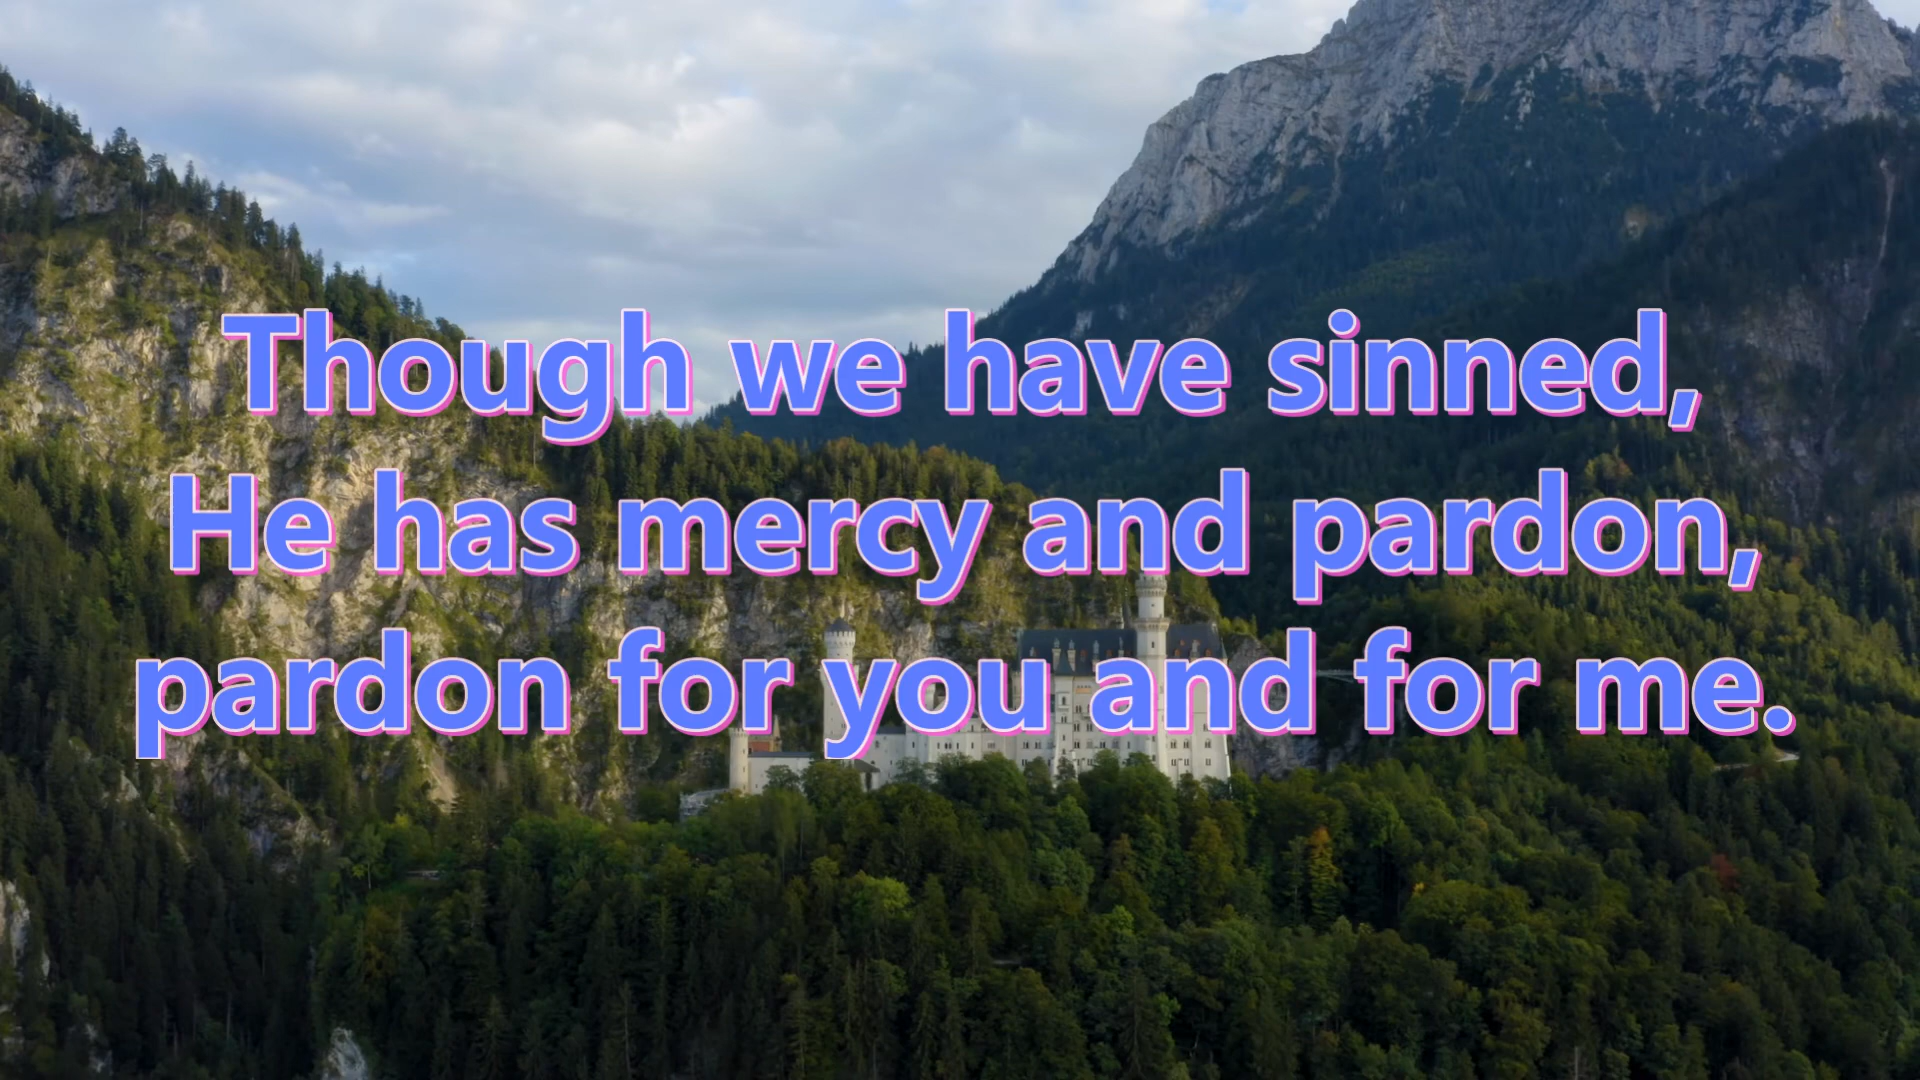 Though we have sinned,
He has mercy and pardon,
pardon for you and for me.